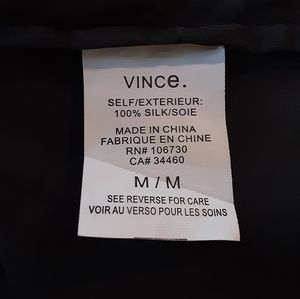 VINCE.
SELF/EXTERIEUR:
100% SILK/SOIE
MADE IN CHINA
FABRIQUE EN CHINE
RN# 106730
CA# 34460
M / M
SEE REVERSE FOR CARE
VOIR AU VERSO POUR LES SOINS